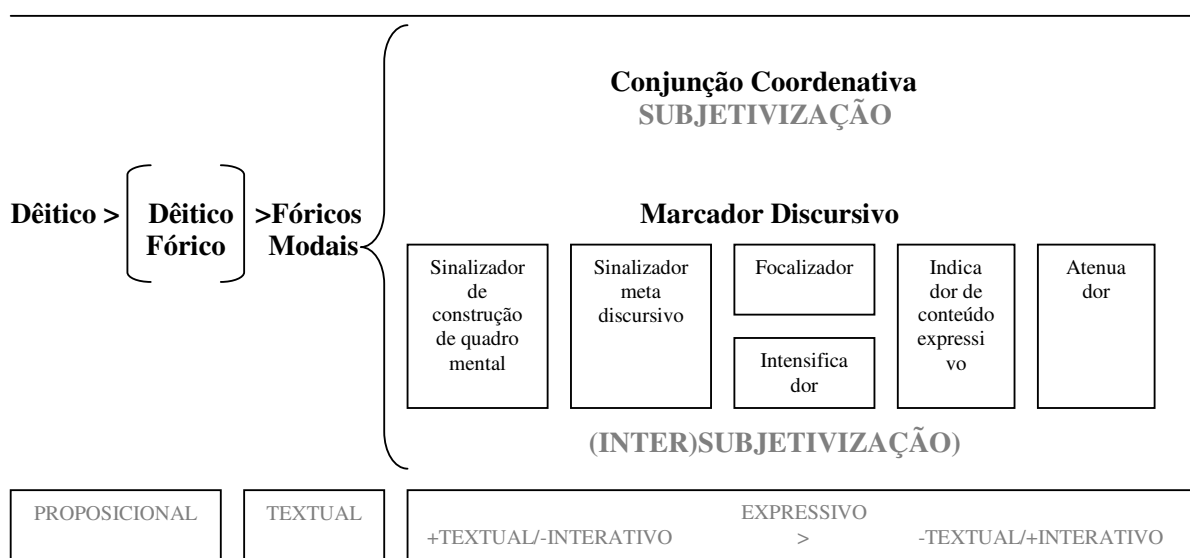 Conjunção Coordenativa
SUBJETIVIZAÇÃO
Dêitico > Dêitico >Fóricos
Fórico Modais
Marcador Discursivo
Sinalizador
de
construção
de quadro
mental
Sinalizador
meta
discursivo
Focalizador
Intensifica
dor
Indica
dor de
conteúdo
expressi
vo
Atenua
dor
(INTER)SUBJETIVIZAÇÃO)
PROPOSICIONAL
TEXTUAL
EXPRESSIVO
+TEXTUAL/-INTERATIVO > -TEXTUAL/+INTERATIVO